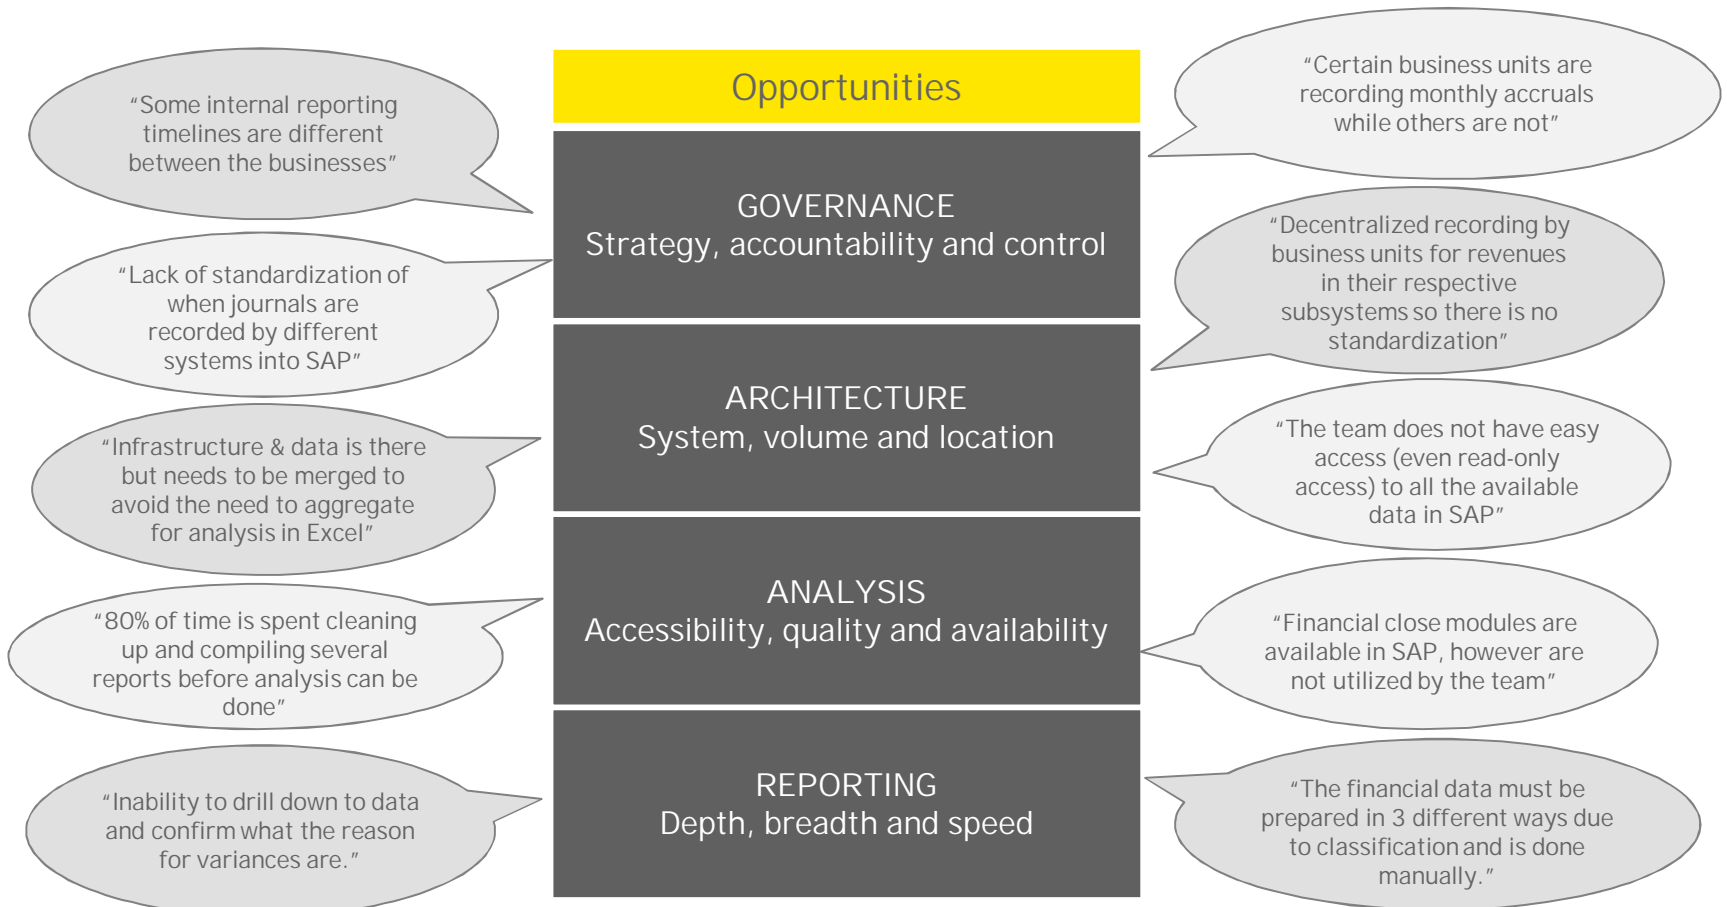 Opportunities
GOVERNANCE
Strategy, accountability and control
ARCHITECTURE
System, volume and location
ANALYSIS
Accessibility, quality and availability
REPORTING
Depth, breadth and speed
“Some internal reporting
timelines are different
between the businesses”
“Lack of standardization of
when journals are
recorded by different
systems into SAP”
“Infrastructure & data is there
but needs to be merged to
avoid the need to aggregate
for analysis in Excel”
“80% of time is spent cleaning
up and compiling several
reports before analysis can be
done”
“Inability to drill down to data
and confirm what the reason
for variances are.”
“Certain business units are
recording monthly accruals
while others are not”
“Decentralized recording by
business units for revenues
in their respective
subsystems so there is no
standardization”
“The team does not have easy
access (even read-only
access) to all the available
data in SAP”
“Financial close modules are
available in SAP, however are
not utilized by the team”
“The financial data must be
prepared in 3 different ways due
to classification and is done
manually.”